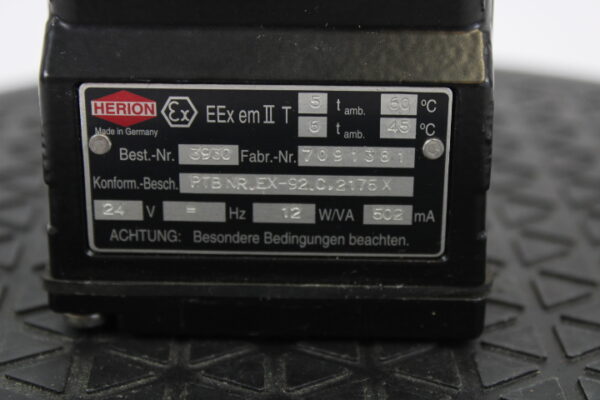 HERION Ex EEx em II T 5 t amb. 60 °C
Made in Germany 6 t amb. 45 °C
Best.-Nr. 3930 Fabr.-Nr. 7091381
Konform.-Besch. PTB NR.EX-92.C.2175 X
24 V = Hz 12 W/VA 502 mA
ACHTUNG: Besondere Bedingungen beachten.